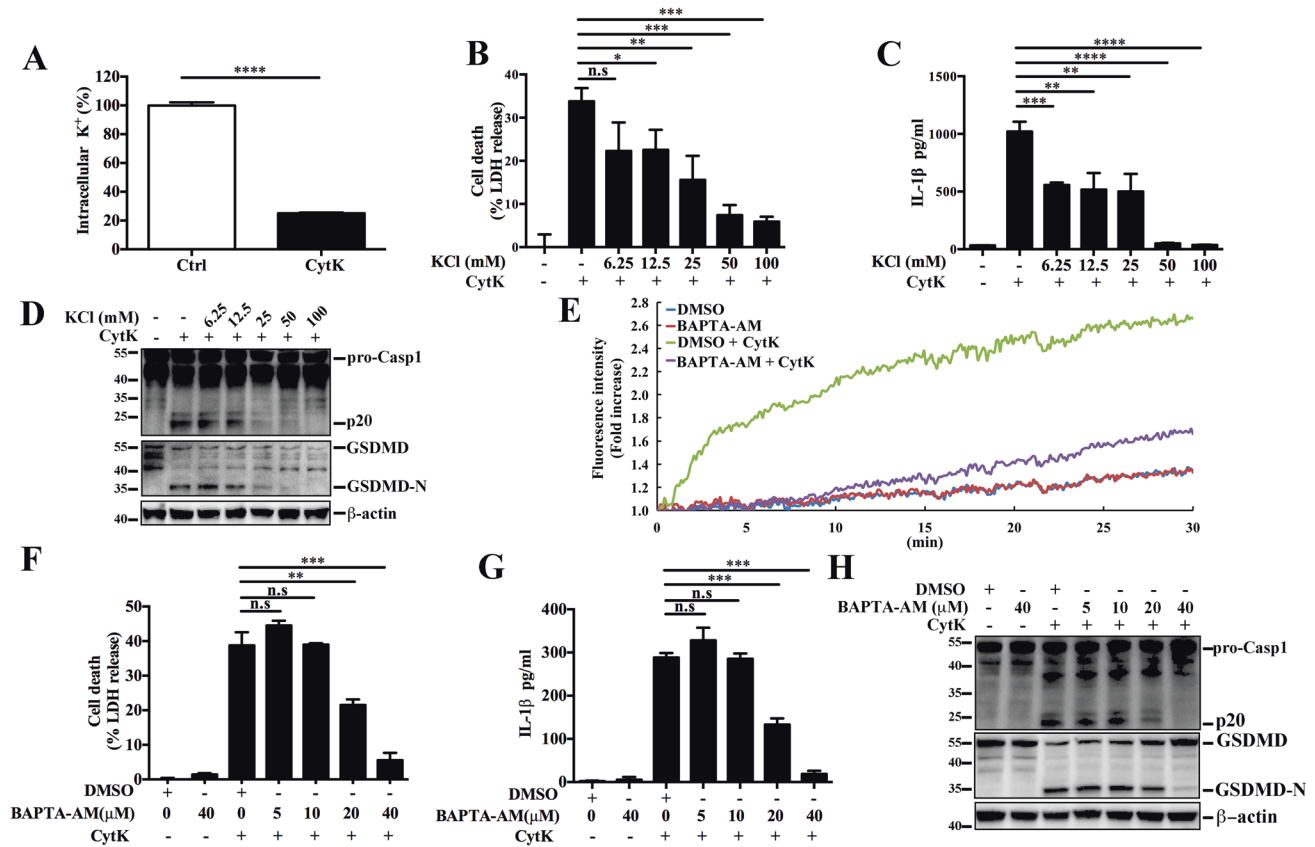 A
****
Intracellular K+ (%)
120
100
80
60
40
20
0
Ctrl
CytK
B
***
***
**
*
n.s
Cell death
(% LDH release)
40
30
20
10
0
KCl (mM) - - 6.25 12.5 25 50 100
CytK - + + + + + +
C
****
****
**
**
***
IL-1β pg/ml
1500
1000
500
0
KCl (mM) - - 6.25 12.5 25 50 100
CytK - + + + + + +
D
KCl (mM) - - 6.25 12.5 25 50 100
CytK - + + + + + +
55 pro-Casp1
40
35
25 p20
55 GSDMD
40
35 GSDMD-N
40 β-actin
E
Fluoresence intensity
(Fold increase)
2.8
2.6
2.4
2.2
2.0
1.8
1.6
1.4
1.2
1.0
DMSO
BAPTA-AM
DMSO + CytK
BAPTA-AM + CytK
0 5 10 15 20 25 30
(min)
F
***
**
n.s
n.s
Cell death
(% LDH release)
50
40
30
20
10
0
DMSO + - + - - - -
BAPTA-AM(μM) 0 40 0 5 10 20 40
CytK - - + + + + +
G
***
***
n.s
n.s
IL-1β pg/ml
400
300
200
100
0
DMSO + - + - - - -
BAPTA-AM(μM) 0 40 0 5 10 20 40
CytK - - + + + + +
H
DMSO + - + - - - -
BAPTA-AM (μM) - 40 - 5 10 20 40
CytK - - + + + + +
55 pro-Casp1
40
35
25 p20
55 GSDMD
40
35 GSDMD-N
40 β-actin